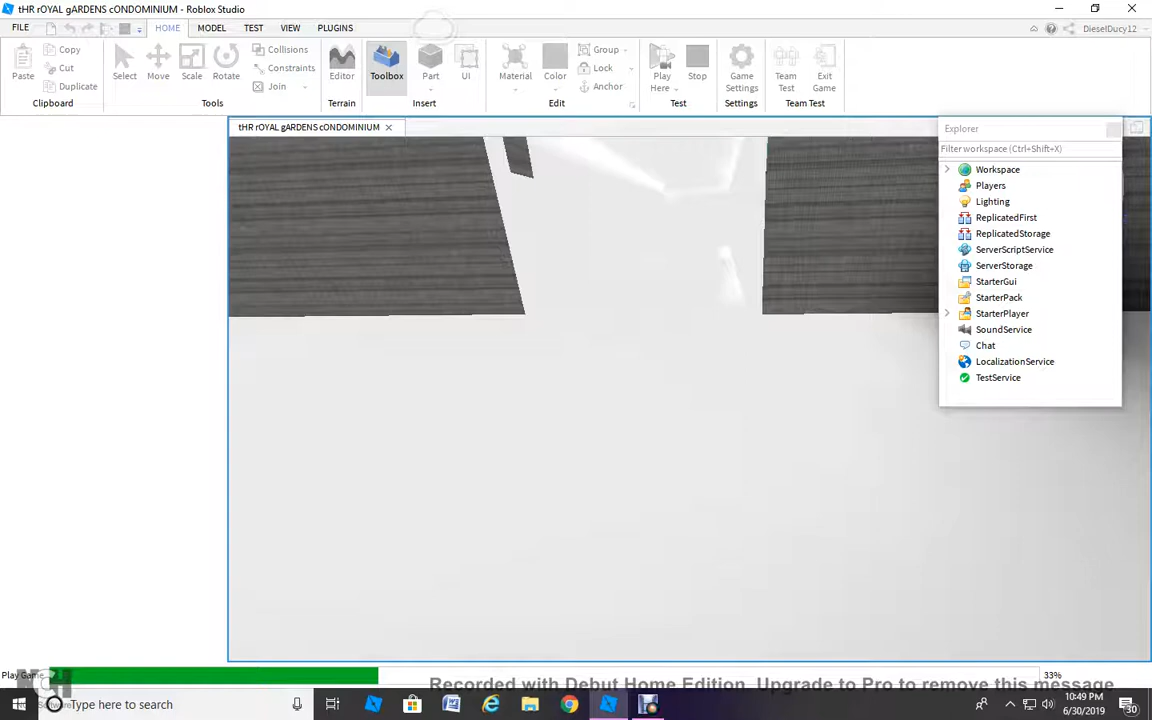 tHR rOYAL gARDENS cONDOMINIUM - Roblox Studio
FILE HOME MODEL TEST VIEW PLUGINS DieselDucy12
Paste Copy Cut Duplicate Clipboard
Select Move Scale Rotate Collisions Constraints Join Tools
Editor Terrain
Toolbox Part UI Insert
Material Color Group Lock Anchor Edit
Play Here Stop Test
Game Settings Settings
Team Test Exit Game Team Test
tHR rOYAL gARDENS cONDOMINIUM
Explorer
Filter workspace (Ctrl+Shift+X)
Workspace
Players
Lighting
ReplicatedFirst
ReplicatedStorage
ServerScriptService
ServerStorage
StarterGui
StarterPack
StarterPlayer
SoundService
Chat
LocalizationService
TestService
Play Game 33%
NCH Software
Recorded with Debut Home Edition. Upgrade to Pro to remove this message
Type here to search
10:49 PM
6/30/2019
30